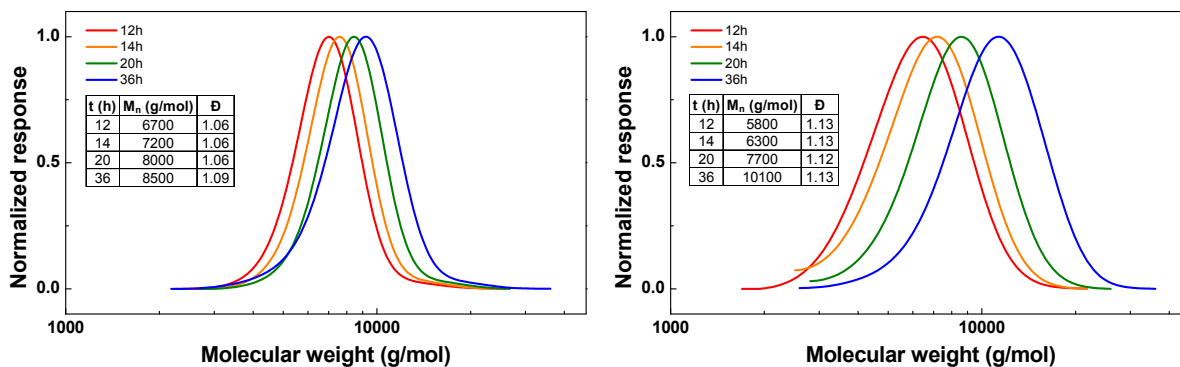 12h
14h
20h
36h
t (h) Mₙ (g/mol) Đ
12 6700 1.06
14 7200 1.06
20 8000 1.06
36 8500 1.09
1.0
0.5
0.0
Normalized response
1000 10000
Molecular weight (g/mol)
12h
14h
20h
36h
t (h) Mₙ (g/mol) Đ
12 5800 1.13
14 6300 1.13
20 7700 1.12
36 10100 1.13
1.0
0.5
0.0
Normalized response
1000 10000
Molecular weight (g/mol)